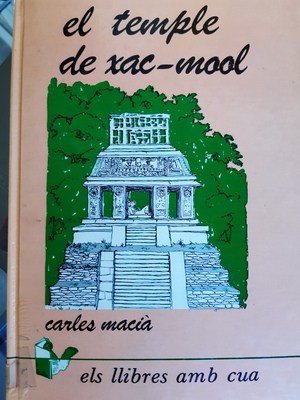 el temple
de xac-mool
carles macià
els llibres amb cua